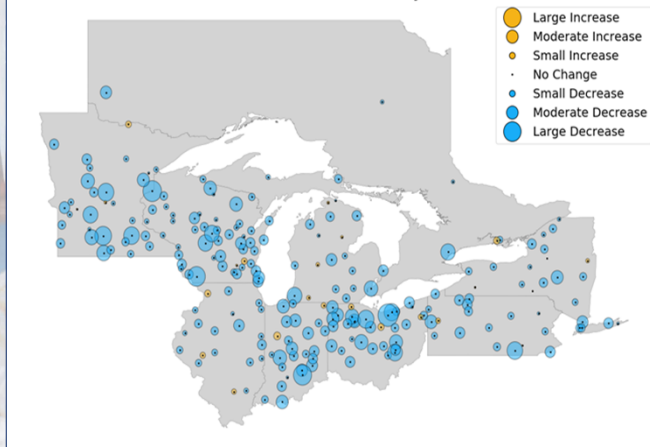 Large Increase
Moderate Increase
Small Increase
No Change
Small Decrease
Moderate Decrease
Large Decrease